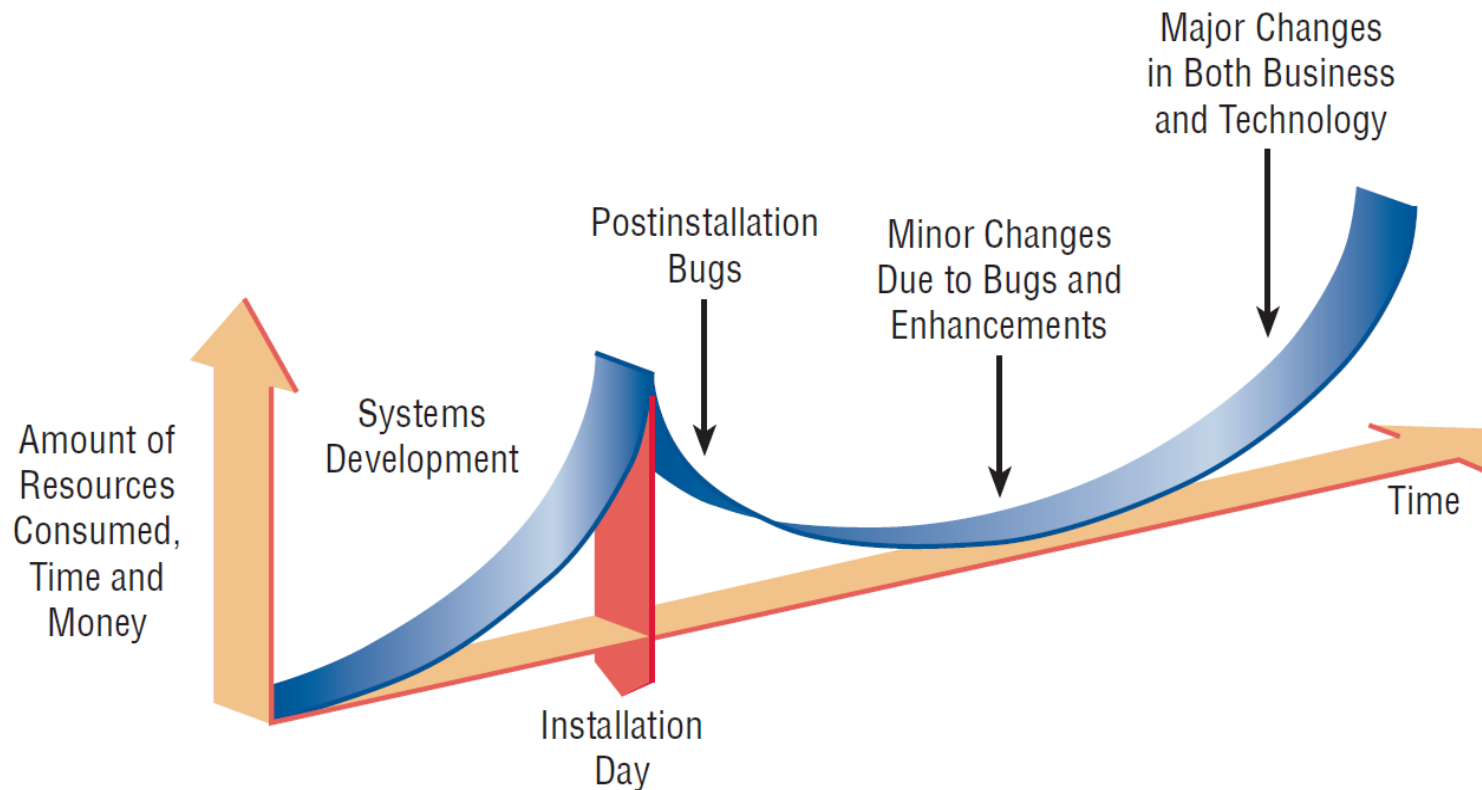 Major Changes
in Both Business
and Technology
Postinstallation
Bugs
Minor Changes
Due to Bugs and
Enhancements
Systems
Development
Amount of
Resources
Consumed,
Time and
Money
Time
Installation
Day